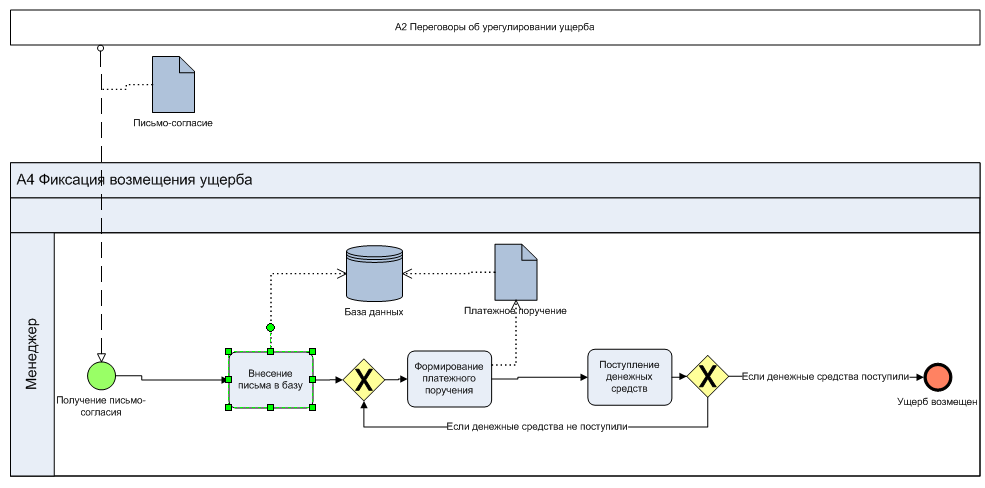 А2 Переговоры об урегулировании ущерба
Письмо-согласие
А4 Фиксация возмещения ущерба
Менеджер
База данных
Платежное поручение
Получение письмо-
согласия
Внесение
письма в базу
X
Формирование
платежного
поручения
Поступление
денежных
средств
X
Если денежные средства поступили
Ущерб возмещен
Если денежные средства не поступили